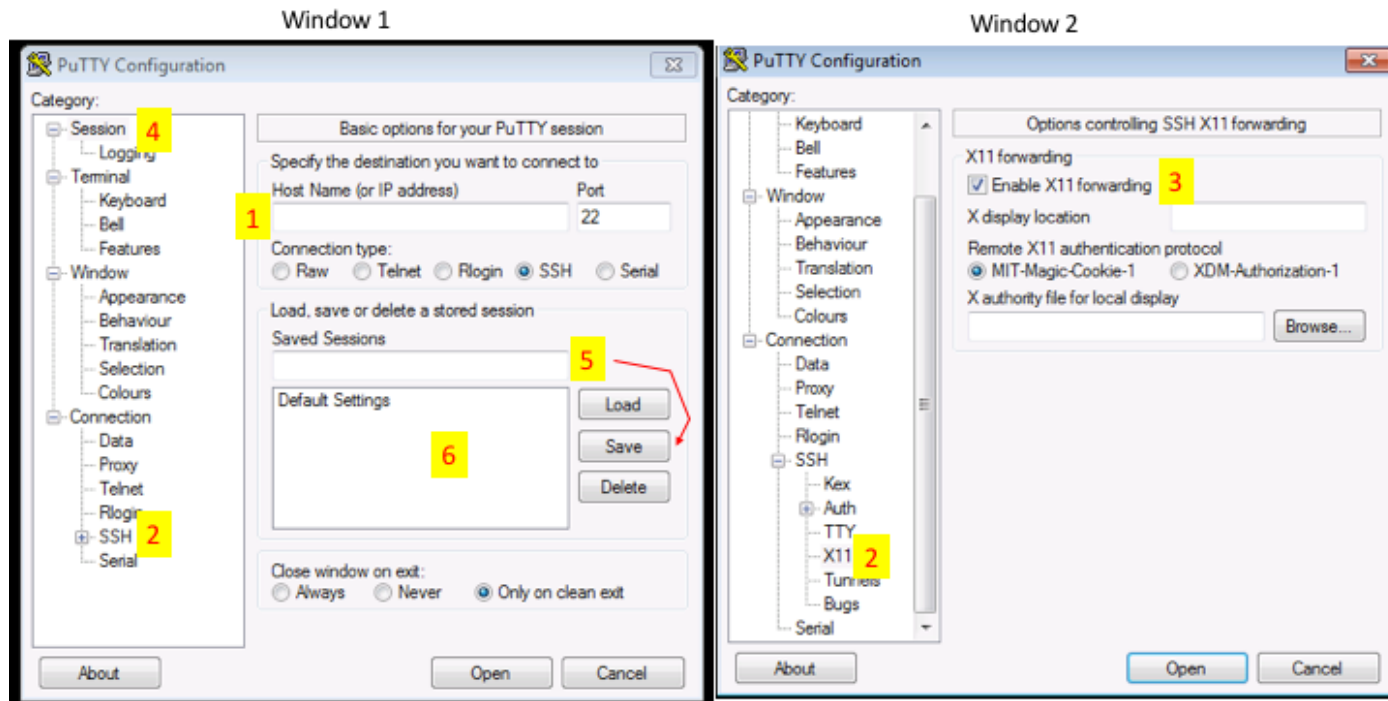 Window 1
PuTTY Configuration
Category:
Session
4
Logging
Terminal
Keyboard
Bell
Features
Window
Appearance
Behaviour
Translation
Selection
Colours
Connection
Data
Proxy
Telnet
Rlogin
SSH
2
Serial
Basic options for your PuTTY session
Specify the destination you want to connect to
Host Name (or IP address) Port
1
22
Connection type:
Raw Telnet Rlogin SSH Serial
Load, save or delete a stored session
Saved Sessions
5
Default Settings
6
Load
Save
Delete
Close window on exit:
Always Never Only on clean exit
About
Open
Cancel
Window 2
PuTTY Configuration
Category:
Keyboard
Bell
Features
Window
Appearance
Behaviour
Translation
Selection
Colours
Connection
Data
Proxy
Telnet
Rlogin
SSH
Kex
Auth
TTY
X11
2
Tunnels
Bugs
Serial
Options controlling SSH X11 forwarding
X11 forwarding
Enable X11 forwarding
3
X display location
Remote X11 authentication protocol
MIT-Magic-Cookie-1 XDM-Authorization-1
X authority file for local display
Browse...
About
Open
Cancel